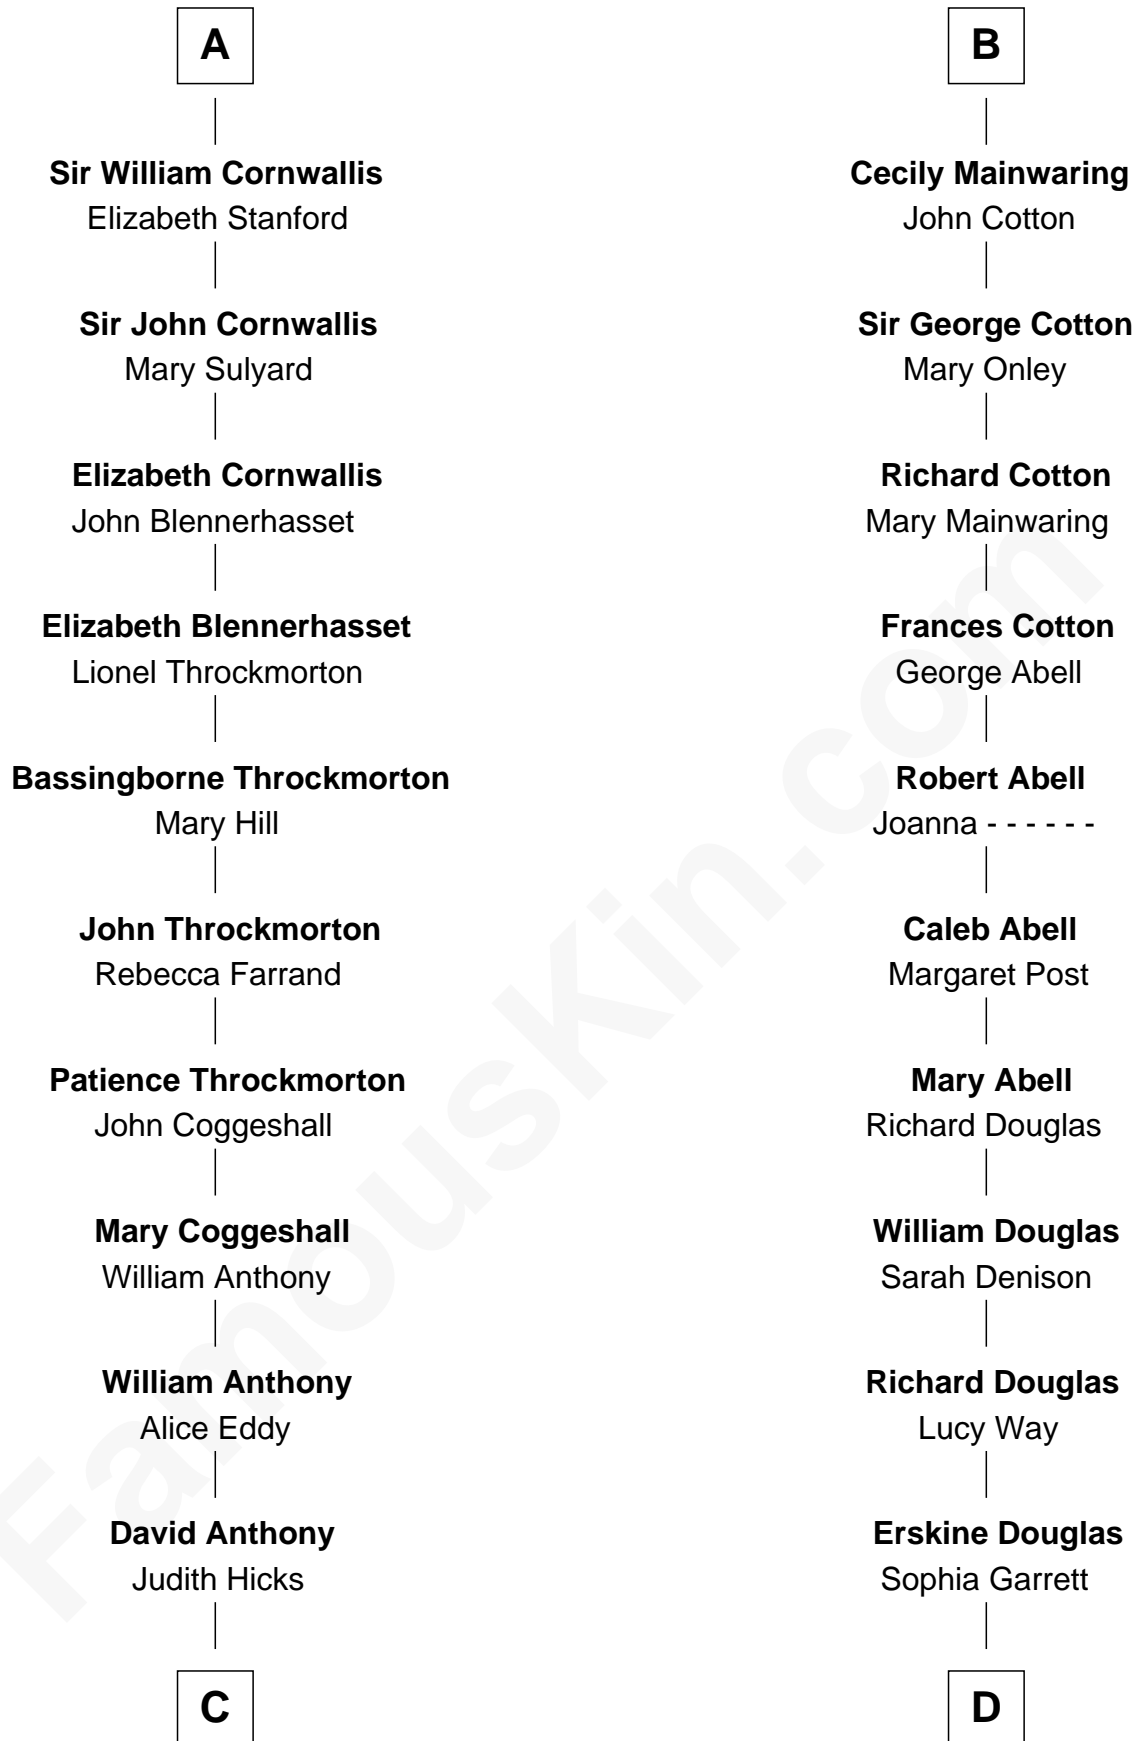 A
Sir William Cornwallis
Elizabeth Stanford
Sir John Cornwallis
Mary Sulyard
Elizabeth Cornwallis
John Blennerhasset
Elizabeth Blennerhasset
Lionel Throckmorton
Bassingborne Throckmorton
Mary Hill
John Throckmorton
Rebecca Farrand
Patience Throckmorton
John Coggeshall
Mary Coggeshall
William Anthony
William Anthony
Alice Eddy
David Anthony
Judith Hicks
C
B
Cecily Mainwaring
John Cotton
Sir George Cotton
Mary Onley
Richard Cotton
Mary Mainwaring
Frances Cotton
George Abell
Robert Abell
Joanna - - - - - -
Caleb Abell
Margaret Post
Mary Abell
Richard Douglas
William Douglas
Sarah Denison
Richard Douglas
Lucy Way
Erskine Douglas
Sophia Garrett
D
FamousKin.com